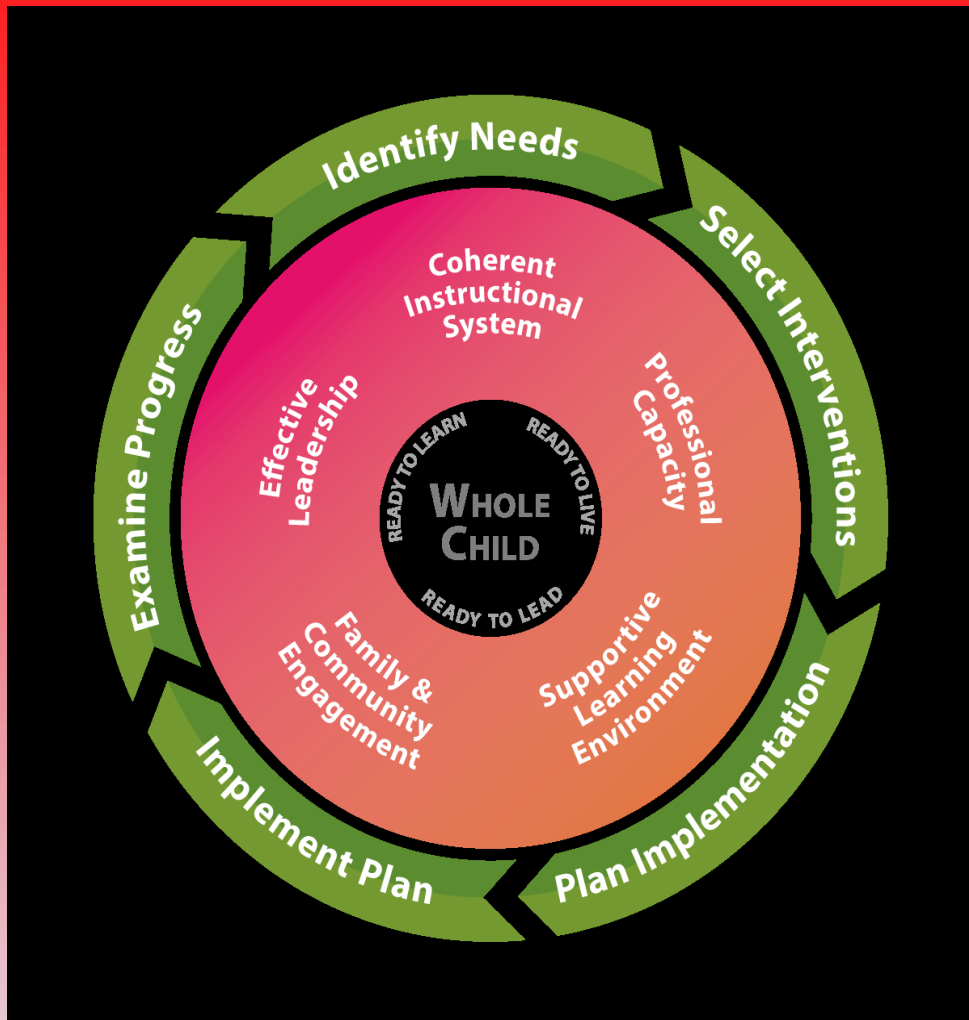 Identify Needs
Select Interventions
Plan Implementation
Implement Plan
Examine Progress
Coherent
Instructional
System
Professional
Capacity
Supportive
Learning
Environment
Family &
Community
Engagement
Effective
Leadership
READY TO LEARN
READY TO LIVE
READY TO LEAD
WHOLE
CHILD